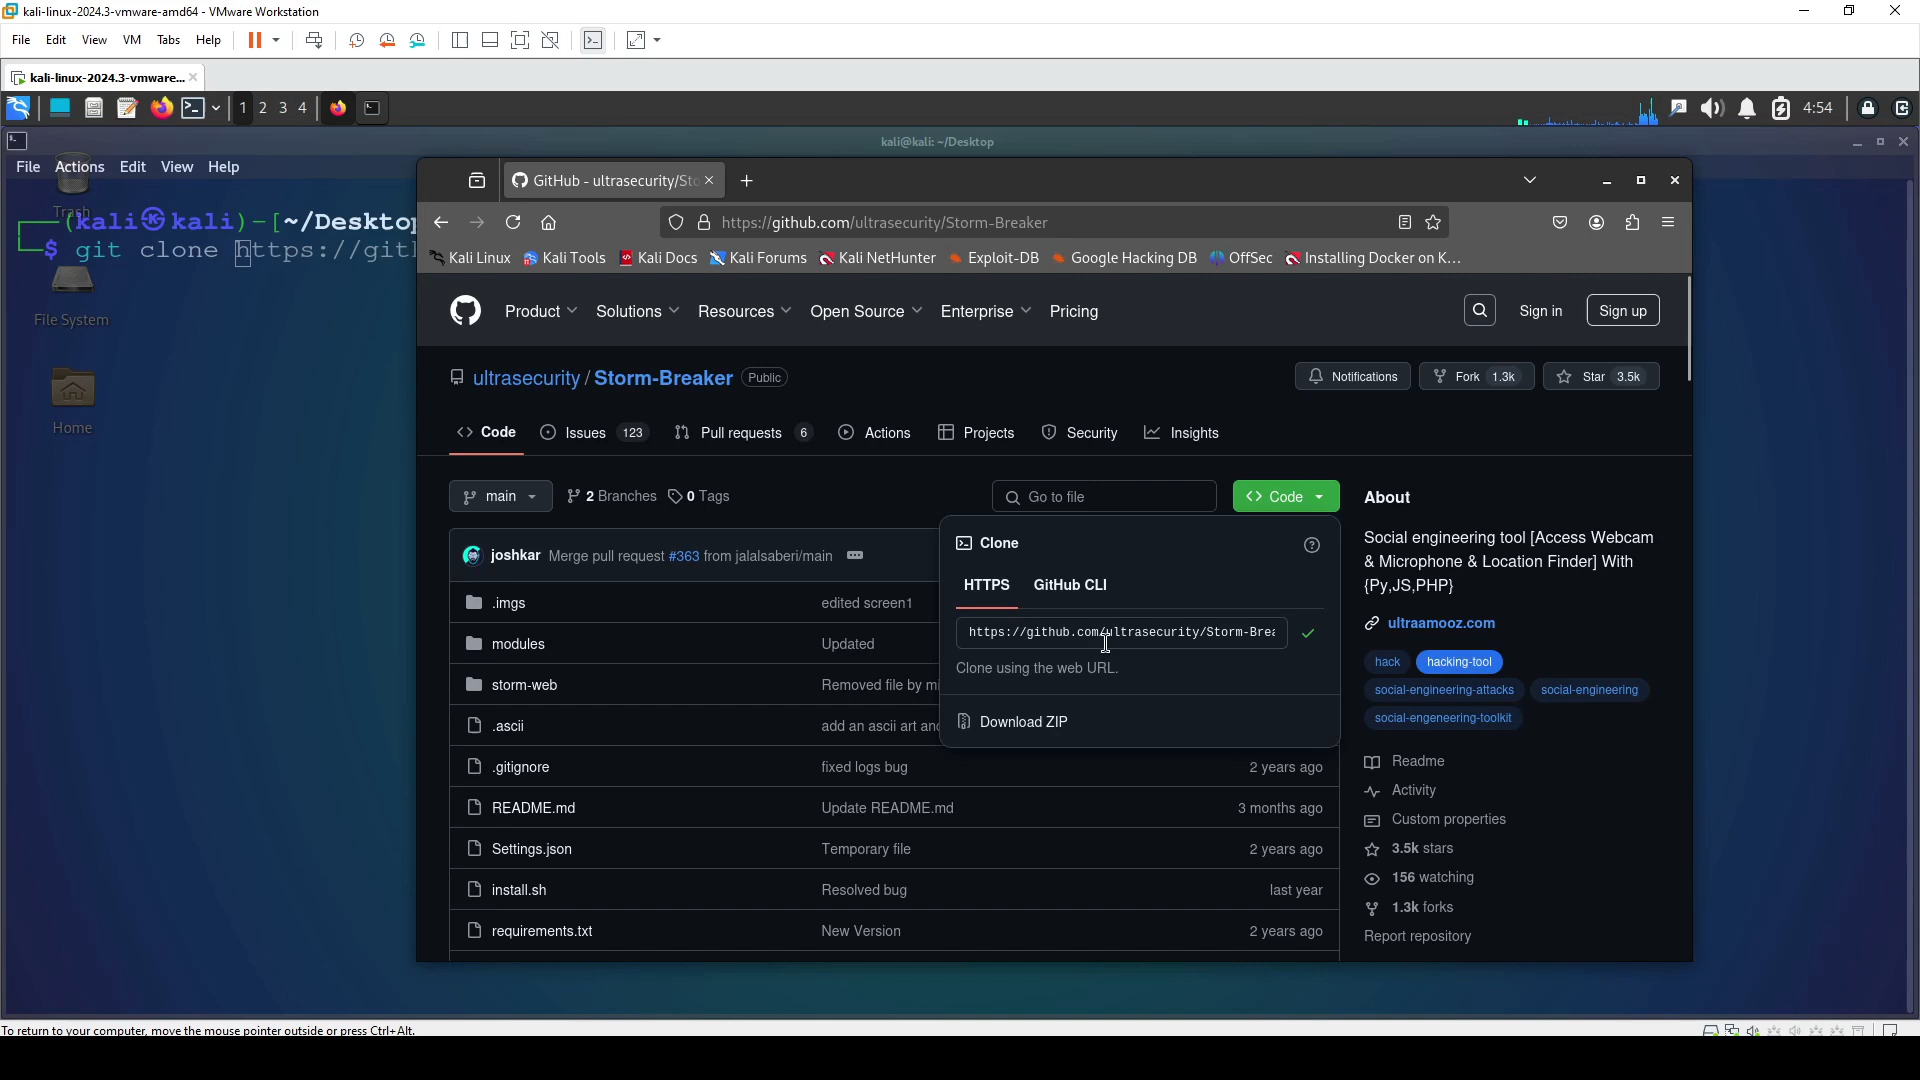 kali-linux-2024.3-vmware-amd64 - VMware Workstation
File Edit View VM Tabs Help
kali-linux-2024.3-vmware...
1 2 3 4
4:54
kali@kali: ~/Desktop
File Actions Edit View Help
Trash
(kali㉿kali)-[~/Desktop
$ git clone https://gitl
File System
Home
GitHub - ultrasecurity/Sto
https://github.com/ultrasecurity/Storm-Breaker
Kali Linux Kali Tools Kali Docs Kali Forums Kali NetHunter Exploit-DB Google Hacking DB OffSec Installing Docker on K...
Product Solutions Resources Open Source Enterprise Pricing
Sign in Sign up
ultrasecurity / Storm-Breaker Public
Notifications Fork 1.3k Star 3.5k
Code Issues 123 Pull requests 6 Actions Projects Security Insights
main 2 Branches 0 Tags Go to file Code
joshkar Merge pull request #363 from jalalsaberi/main
.imgs edited screen1
modules Updated
storm-web Removed file by mi
.ascii add an ascii art and
.gitignore fixed logs bug 2 years ago
README.md Update README.md 3 months ago
Settings.json Temporary file 2 years ago
install.sh Resolved bug last year
requirements.txt New Version 2 years ago
Clone
HTTPS GitHub CLI
https://github.com/ultrasecurity/Storm-Brea
Clone using the web URL.
Download ZIP
About
Social engineering tool [Access Webcam
& Microphone & Location Finder] With
{Py,JS,PHP}
ultraamooz.com
hack hacking-tool
social-engineering-attacks social-engineering
social-engeneering-toolkit
Readme
Activity
Custom properties
3.5k stars
156 watching
1.3k forks
Report repository
To return to your computer, move the mouse pointer outside or press Ctrl+Alt.